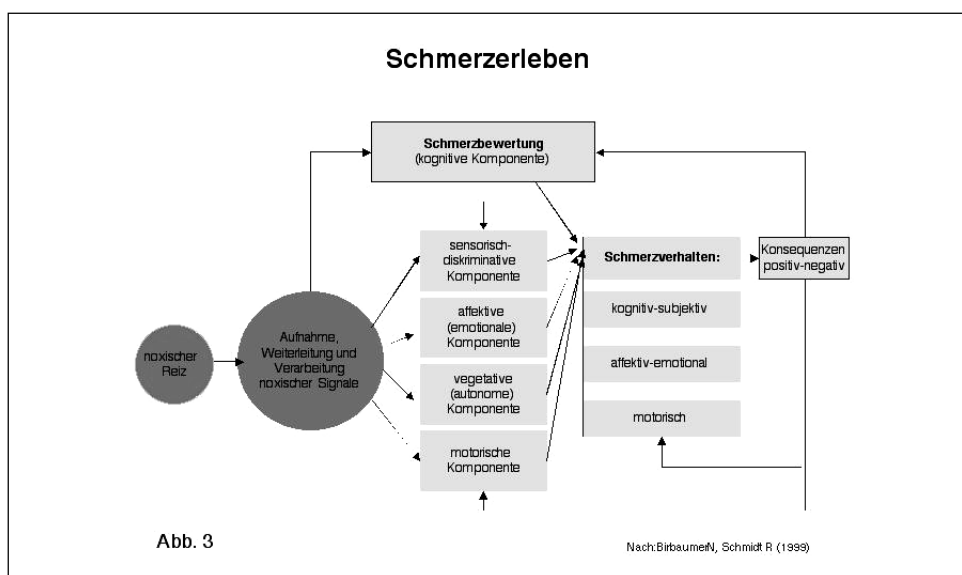 Schmerzerleben
Schmerzbewertung
(kognitive Komponente)
sensorisch-
diskriminative
Komponente
affektive
(emotionale)
Komponente
vegetative
(autonome)
Komponente
motorische
Komponente
noxischer
Reiz
Aufnahme,
Weiterleitung und
Verarbeitung
noxischer Signale
Schmerzverhalten:
kognitiv-subjektiv
affektiv-emotional
motorisch
Konsequenzen
positiv-negativ
Abb. 3
Nach:BirbaumerN, Schmidt R (1999)